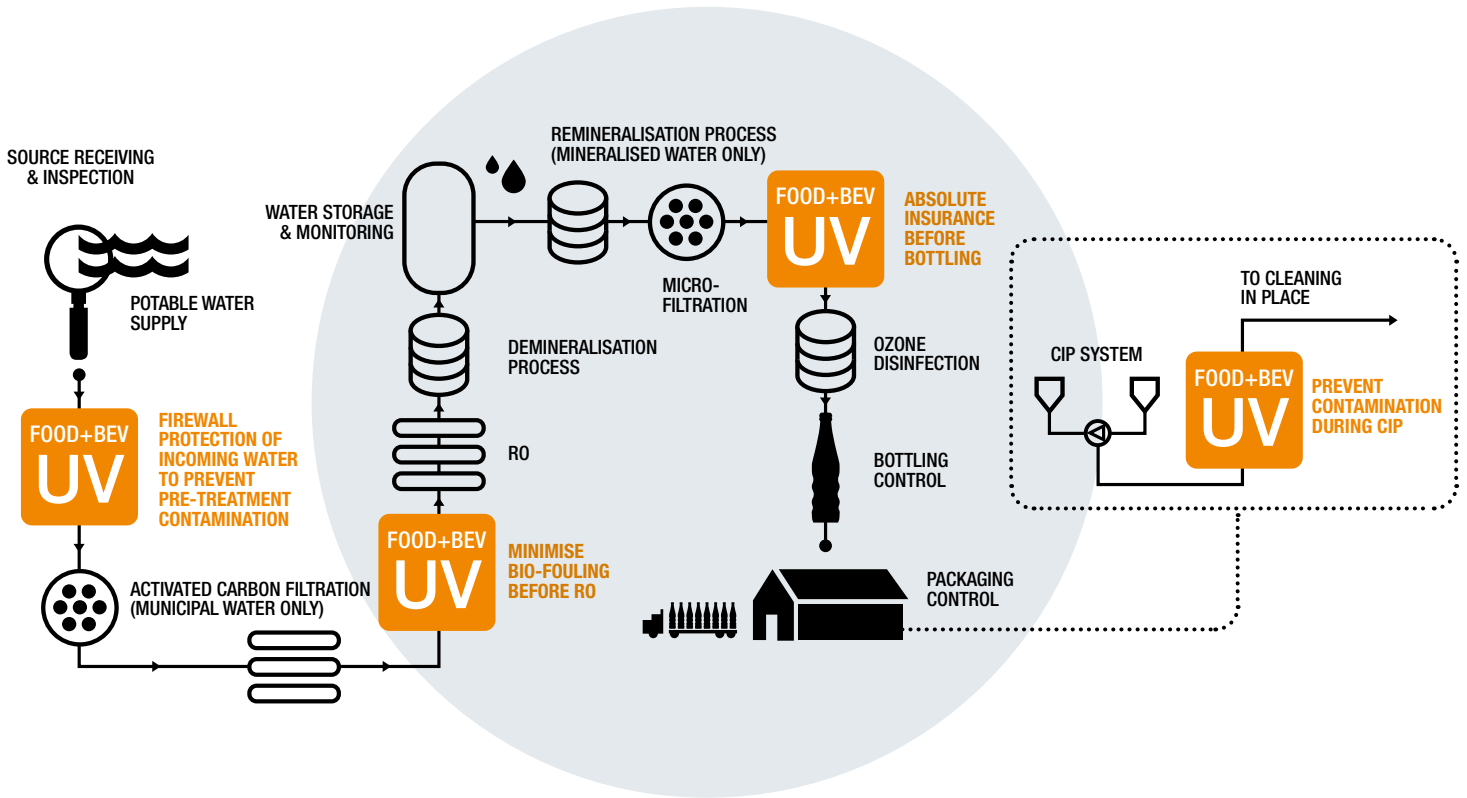 SOURCE RECEIVING
& INSPECTION
POTABLE WATER
SUPPLY
FOOD+BEV
UV
FIREWALL
PROTECTION OF
INCOMING WATER
TO PREVENT
PRE-TREATMENT
CONTAMINATION
ACTIVATED CARBON FILTRATION
(MUNICIPAL WATER ONLY)
FOOD+BEV
UV
MINIMISE
BIO-FOULING
BEFORE RO
RO
DEMINERALISATION
PROCESS
WATER STORAGE
& MONITORING
REMINERALISATION PROCESS
(MINERALISED WATER ONLY)
MICRO-
FILTRATION
FOOD+BEV
UV
ABSOLUTE
INSURANCE
BEFORE
BOTTLING
OZONE
DISINFECTION
BOTTLING
CONTROL
PACKAGING
CONTROL
CIP SYSTEM
FOOD+BEV
UV
PREVENT
CONTAMINATION
DURING CIP
TO CLEANING
IN PLACE